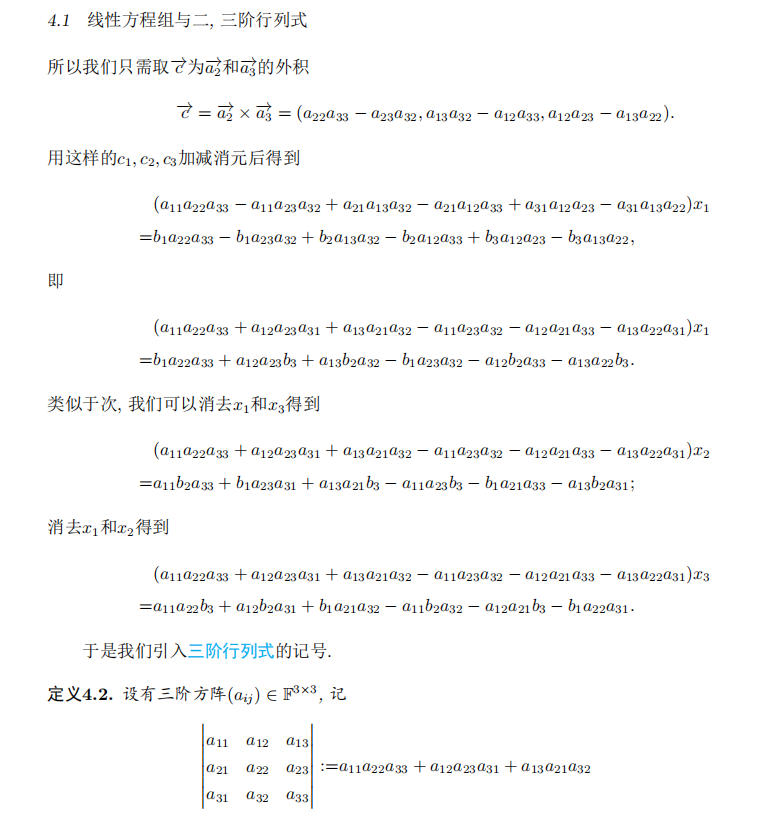 4.1 线性方程组与二, 三阶行列式
所以我们只需取$\overrightarrow{c}$为$\overrightarrow{a_2}$和$\overrightarrow{a_3}$的外积
$\overrightarrow{c} = \overrightarrow{a_2} \times \overrightarrow{a_3} = (a_{22}a_{33} - a_{23}a_{32}, a_{13}a_{32} - a_{12}a_{33}, a_{12}a_{23} - a_{13}a_{22}).$
用这样的$c_1, c_2, c_3$加减消元后得到
$(a_{11}a_{22}a_{33} - a_{11}a_{23}a_{32} + a_{21}a_{13}a_{32} - a_{21}a_{12}a_{33} + a_{31}a_{12}a_{23} - a_{31}a_{13}a_{22})x_1$
$=b_1a_{22}a_{33} - b_1a_{23}a_{32} + b_2a_{13}a_{32} - b_2a_{12}a_{33} + b_3a_{12}a_{23} - b_3a_{13}a_{22},$
即
$(a_{11}a_{22}a_{33} + a_{12}a_{23}a_{31} + a_{13}a_{21}a_{32} - a_{11}a_{23}a_{32} - a_{12}a_{21}a_{33} - a_{13}a_{22}a_{31})x_1$
$=b_1a_{22}a_{33} + a_{12}a_{23}b_3 + a_{13}b_2a_{32} - b_1a_{23}a_{32} - a_{12}b_2a_{33} - a_{13}a_{22}b_3.$
类似于次, 我们可以消去$x_1$和$x_3$得到
$(a_{11}a_{22}a_{33} + a_{12}a_{23}a_{31} + a_{13}a_{21}a_{32} - a_{11}a_{23}a_{32} - a_{12}a_{21}a_{33} - a_{13}a_{22}a_{31})x_2$
$=a_{11}b_2a_{33} + b_1a_{23}a_{31} + a_{13}a_{21}b_3 - a_{11}a_{23}b_3 - b_1a_{21}a_{33} - a_{13}b_2a_{31};$
消去$x_1$和$x_2$得到
$(a_{11}a_{22}a_{33} + a_{12}a_{23}a_{31} + a_{13}a_{21}a_{32} - a_{11}a_{23}a_{32} - a_{12}a_{21}a_{33} - a_{13}a_{22}a_{31})x_3$
$=a_{11}a_{22}b_3 + a_{12}b_2a_{31} + b_1a_{21}a_{32} - a_{11}b_2a_{32} - a_{12}a_{21}b_3 - b_1a_{22}a_{31}.$
于是我们引入三阶行列式的记号.
定义4.2. 设有三阶方阵$(a_{ij}) \in \mathbb{F}^{3\times3}$, 记
$\begin{vmatrix} a_{11} & a_{12} & a_{13} \\ a_{21} & a_{22} & a_{23} \\ a_{31} & a_{32} & a_{33} \end{vmatrix} := a_{11}a_{22}a_{33} + a_{12}a_{23}a_{31} + a_{13}a_{21}a_{32}$